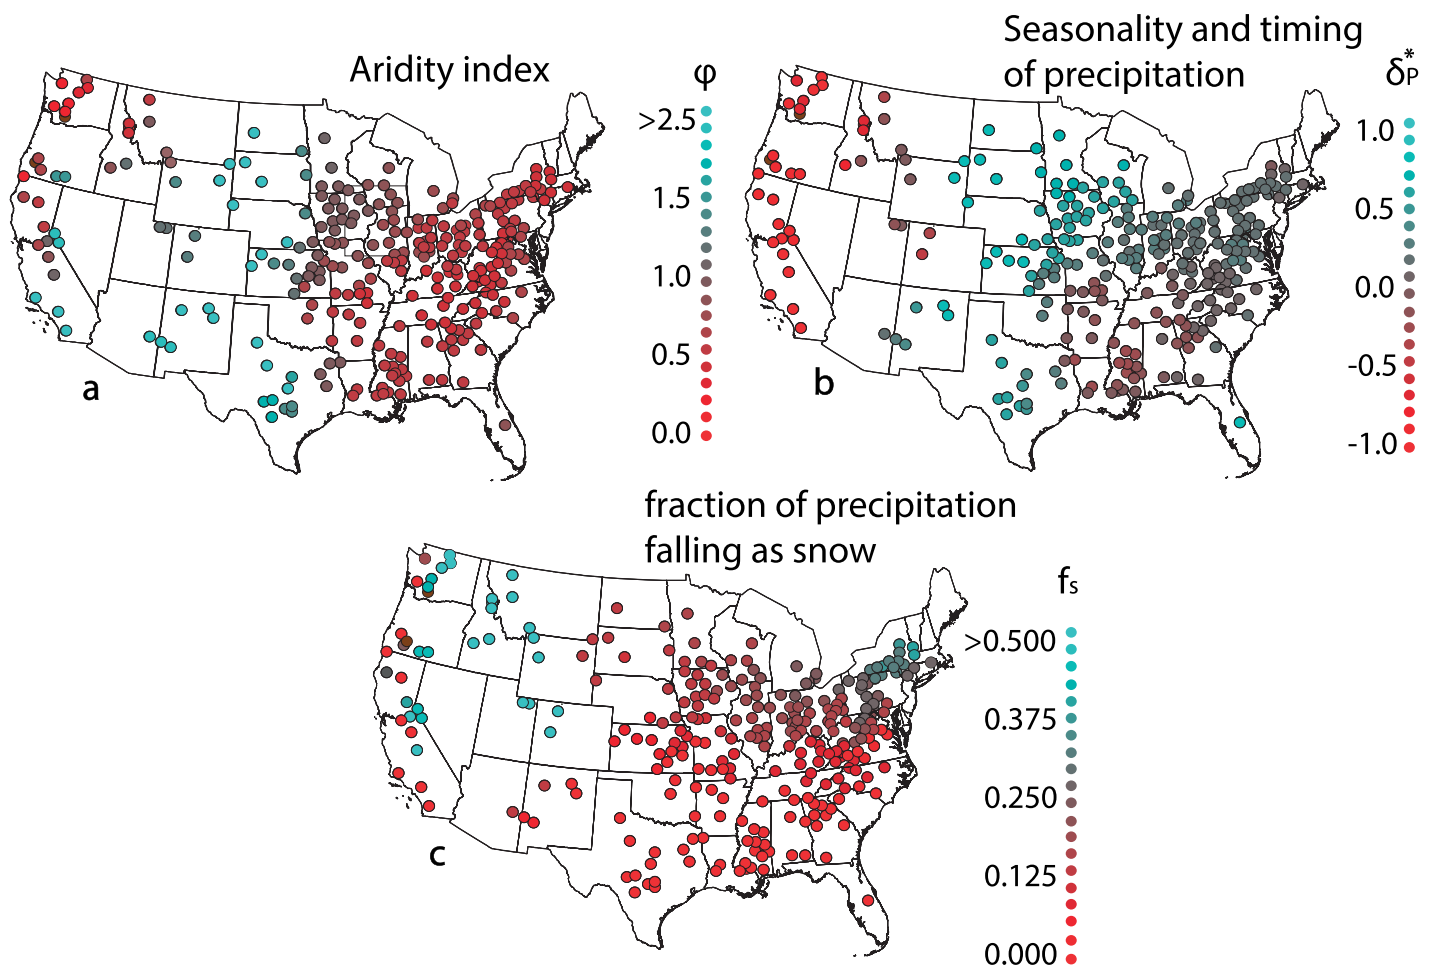 Aridity index
φ
>2.5
1.5
1.0
0.5
0.0
a
Seasonality and timing
of precipitation
δ*P
1.0
0.5
0.0
-0.5
-1.0
b
fraction of precipitation
falling as snow
fs
>0.500
0.375
0.250
0.125
0.000
c